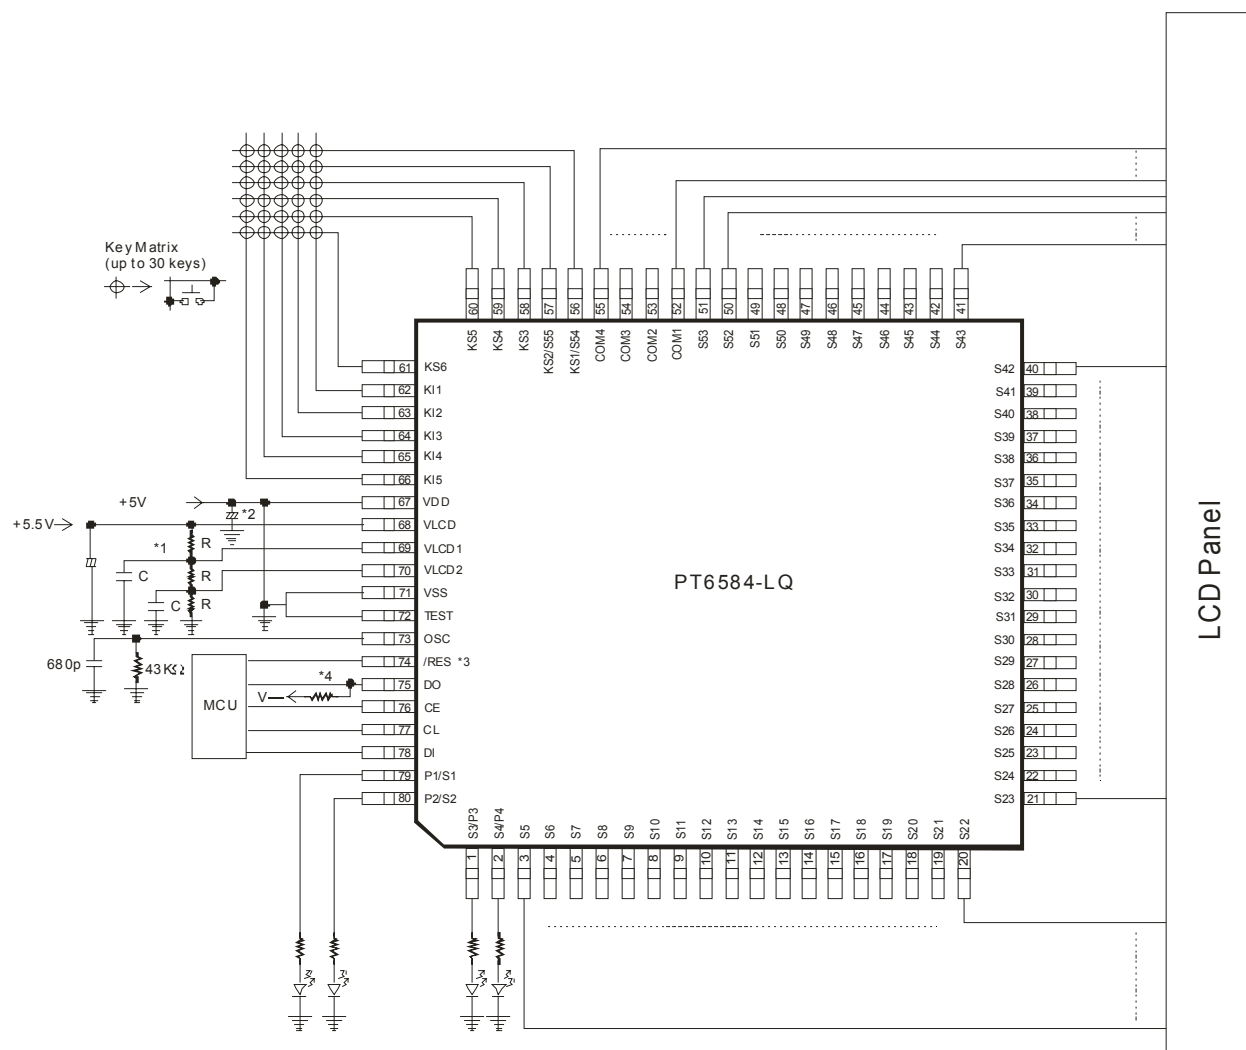 Key Matrix
(up to 30 keys)
60 59 58 57 56 55 54 53 52 51 50 49 48 47 46 45 44 43 42 41
KS5 KS4 KS3 KS2/S55 KS1/S54 COM4 COM3 COM2 COM1 S53 S52 S51 S50 S49 S48 S47 S46 S45 S44 S43
61 KS6
62 KI1
63 KI2
64 KI3
65 KI4
66 KI5
+5V
67 VDD
*2
+5.5V
68 VLCD
*1
R
69 VLCD1
C
R
70 VLCD2
C
R
71 VSS
72 TEST
73 OSC
680p
43KΩ
74 /RES *3
*4
75 DO
V
MCU
76 CE
77 CL
78 DI
79 P1/S1
80 P2/S2
PT6584-LQ
S42 40
S41 39
S40 38
S39 37
S38 36
S37 35
S36 34
S35 33
S34 32
S33 31
S32 30
S31 29
S30 28
S29 27
S28 26
S27 25
S26 24
S25 23
S24 22
S23 21
LCD Panel
S3/P3 S4/P4 S5 S6 S7 S8 S9 S10 S11 S12 S13 S14 S15 S16 S17 S18 S19 S20 S21 S22
1 2 3 4 5 6 7 8 9 10 11 12 13 14 15 16 17 18 19 20